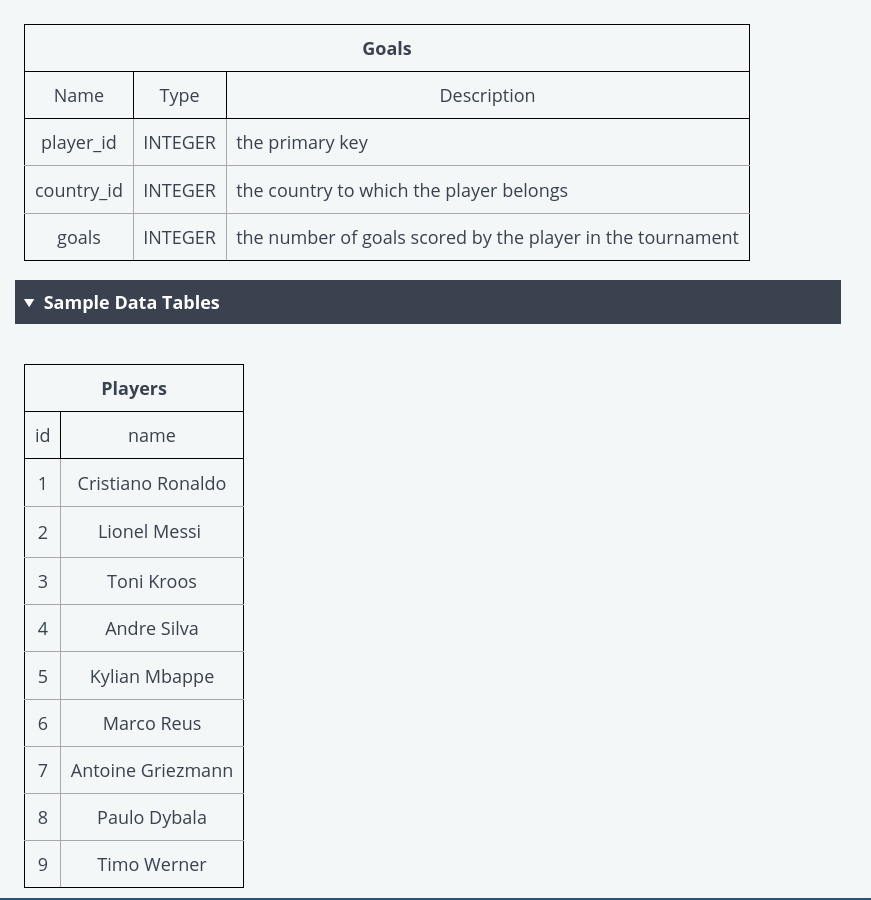 Goals
Name Type Description
player_id INTEGER the primary key
country_id INTEGER the country to which the player belongs
goals INTEGER the number of goals scored by the player in the tournament
▼ Sample Data Tables
Players
id name
1 Cristiano Ronaldo
2 Lionel Messi
3 Toni Kroos
4 Andre Silva
5 Kylian Mbappe
6 Marco Reus
7 Antoine Griezmann
8 Paulo Dybala
9 Timo Werner